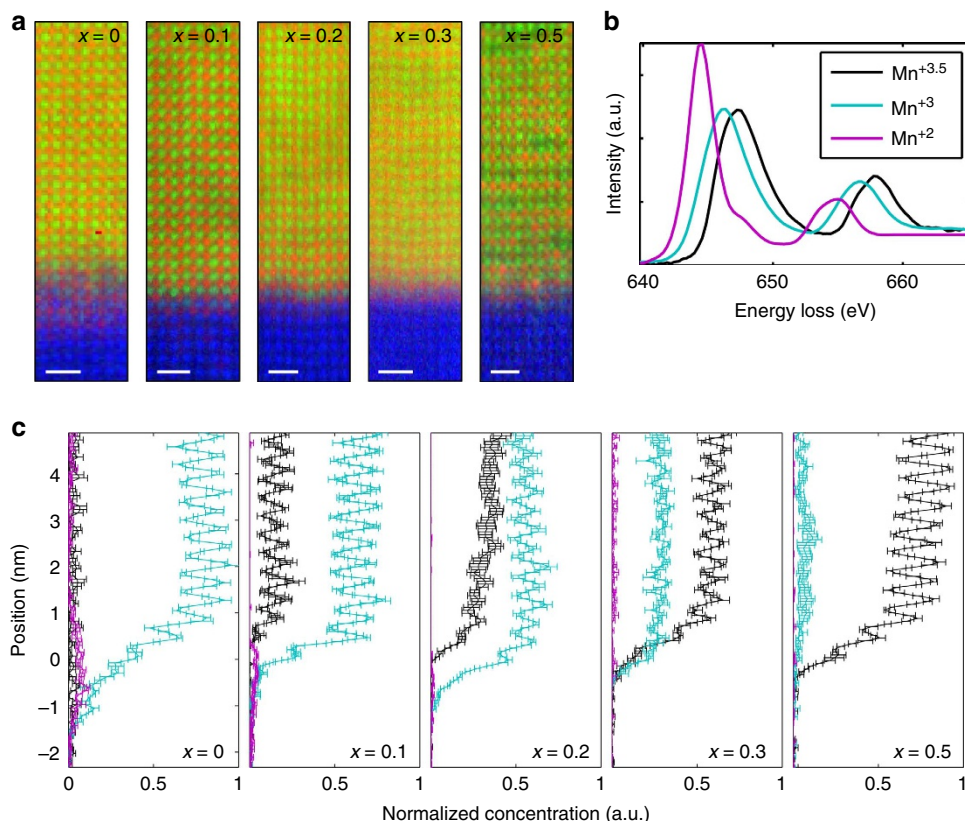 a
x = 0
x = 0.1
x = 0.2
x = 0.3
x = 0.5
b
Intensity (a.u.)
Mn+3.5
Mn+3
Mn+2
640
650
660
Energy loss (eV)
c
Position (nm)
4
3
2
1
0
–1
–2
x = 0
x = 0.1
x = 0.2
x = 0.3
x = 0.5
0 0.5 1 0.5 1 0.5 1 0 0.5 1 0.5 1
Normalized concentration (a.u.)